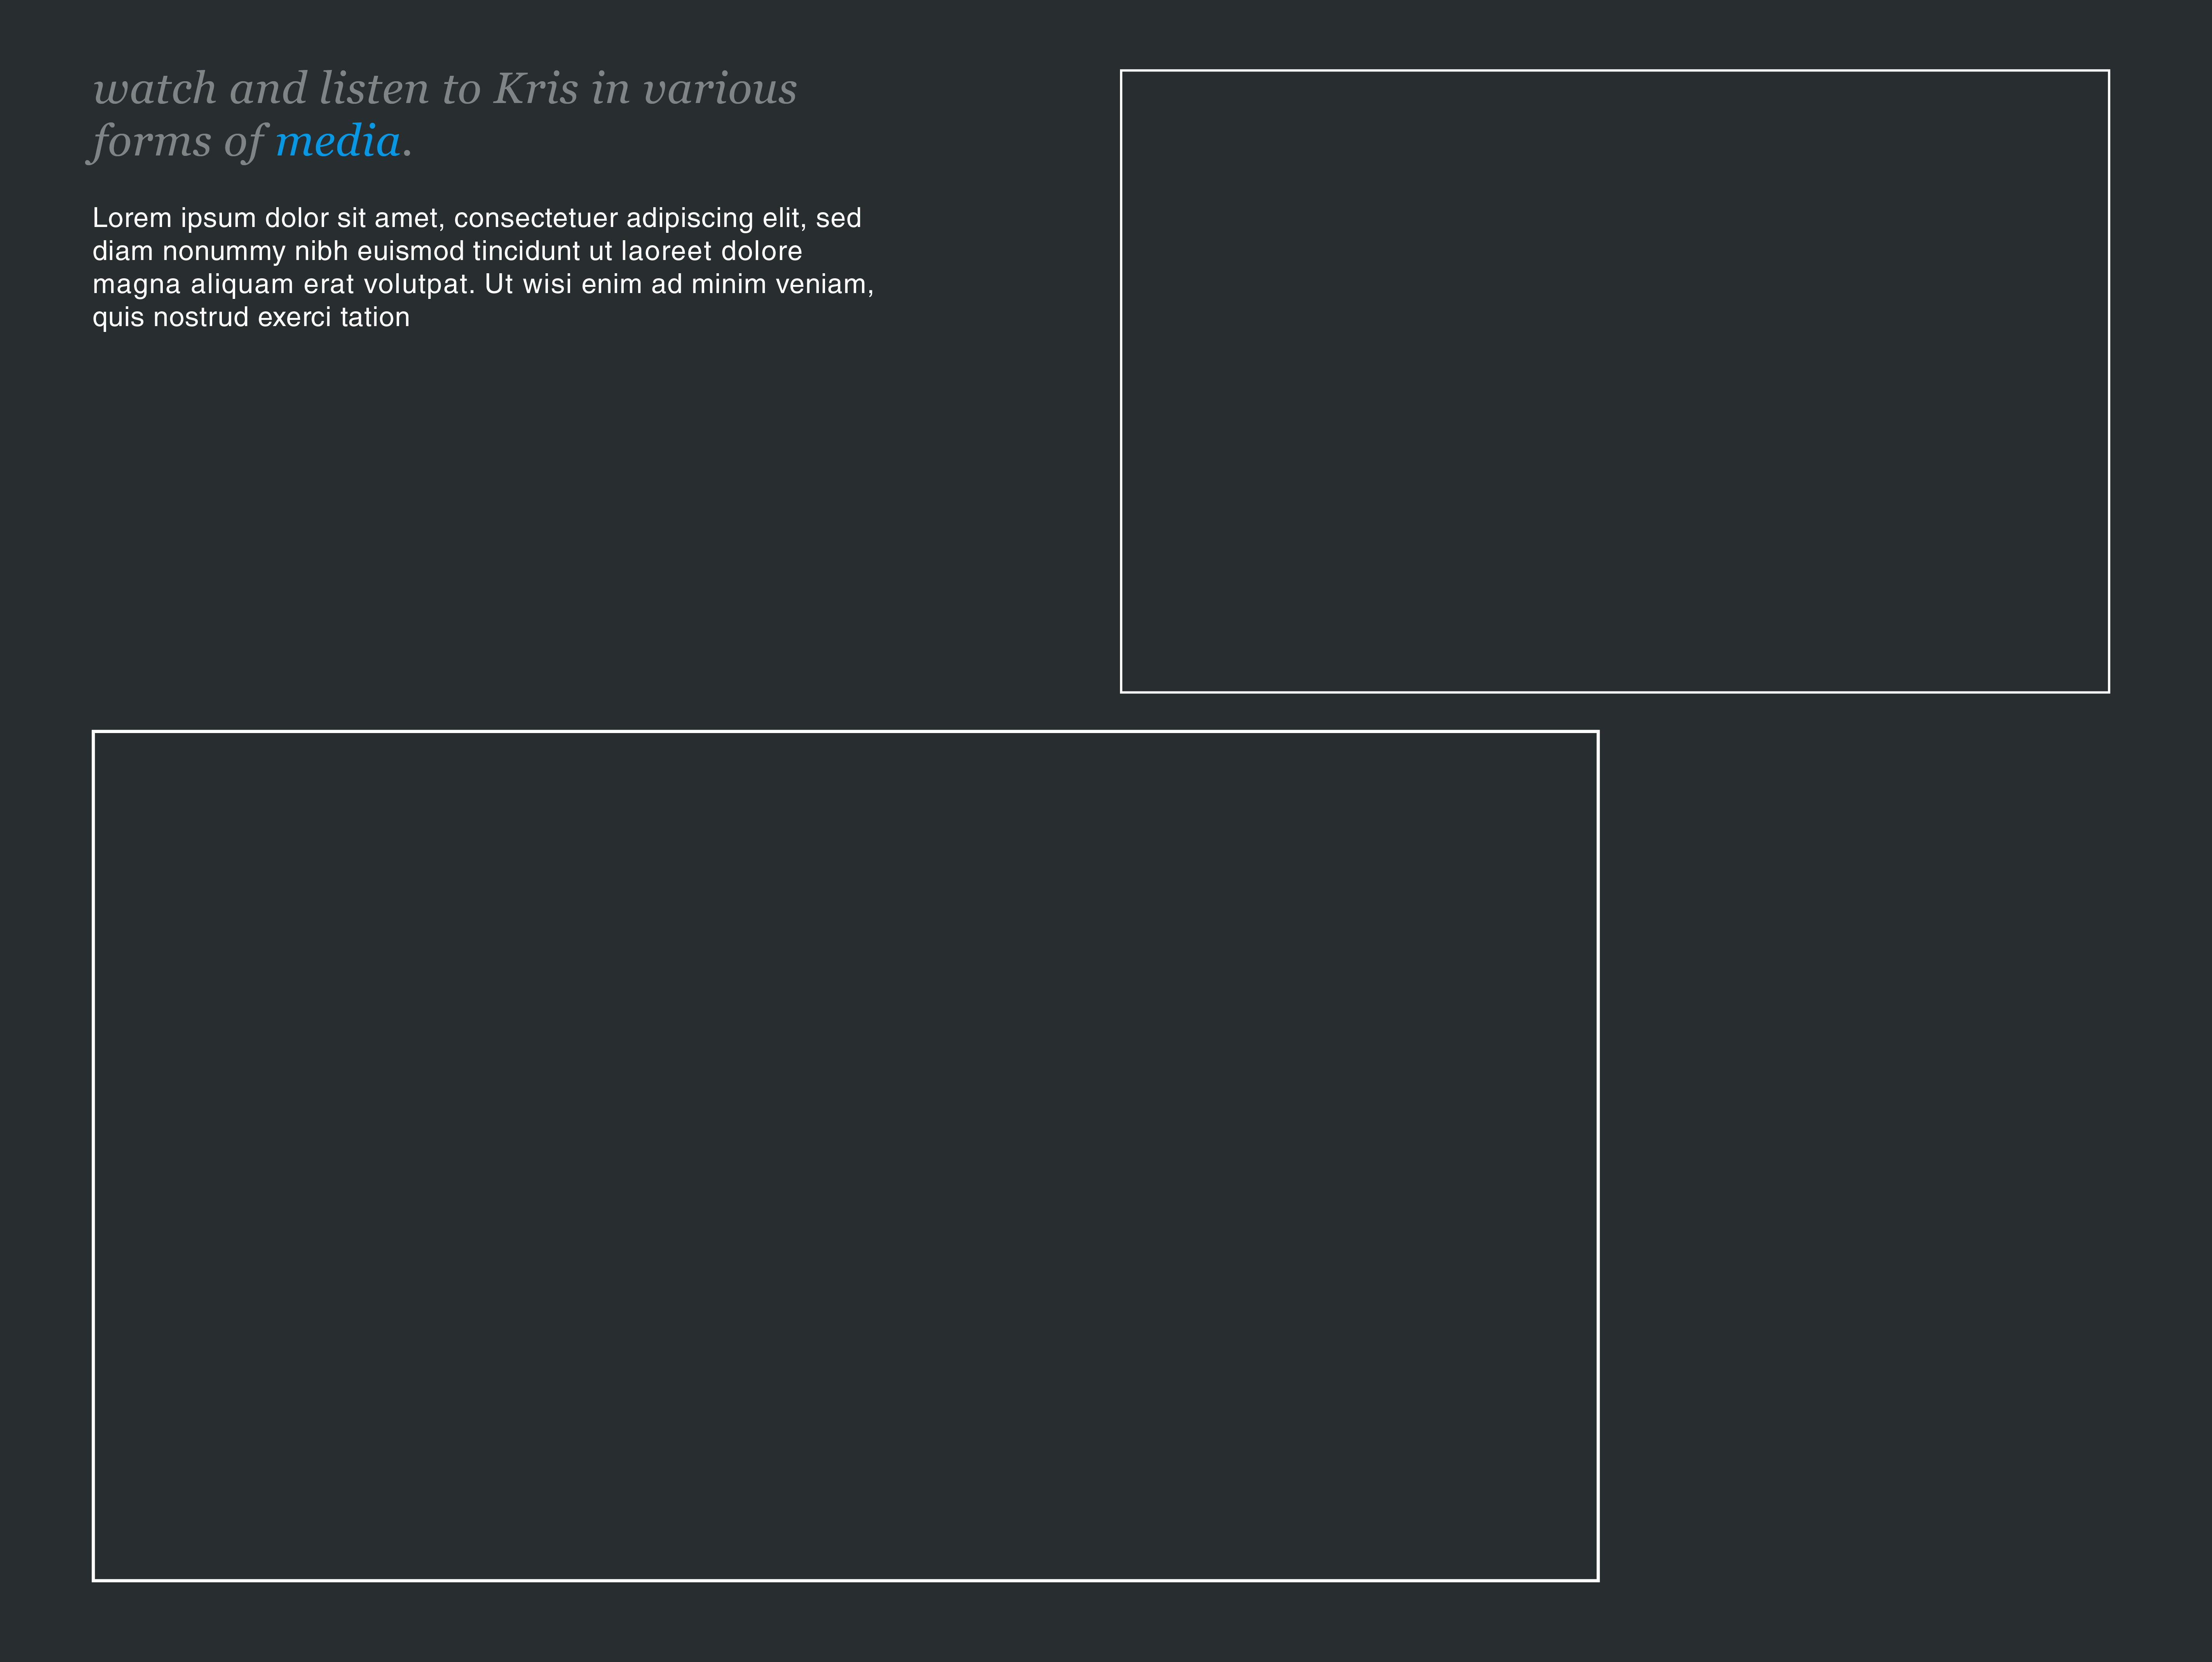 watch and listen to Kris in various
forms of media.
Lorem ipsum dolor sit amet, consectetuer adipiscing elit, sed
diam nonummy nibh euismod tincidunt ut laoreet dolore
magna aliquam erat volutpat. Ut wisi enim ad minim veniam,
quis nostrud exerci tation